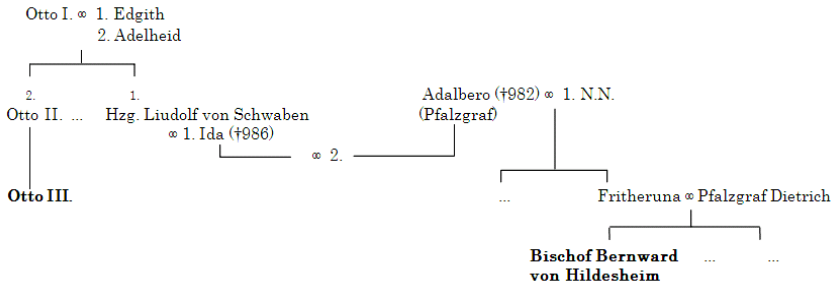 Otto I. ⚭ 1. Edgith
2. Adelheid
2. 1.
Otto II. ... Hzg. Liudolf von Schwaben
⚭ 1. Ida (†986)
⚭ 2.
Adalbero (†982) ⚭ 1. N.N.
(Pfalzgraf)
Otto III.
... Fritheruna ⚭ Pfalzgraf Dietrich
Bischof Bernward ... ...
von Hildesheim